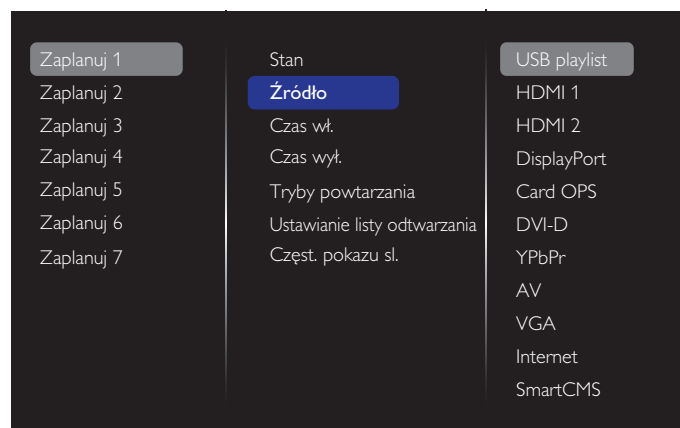 Zaplanuj 1
Zaplanuj 2
Zaplanuj 3
Zaplanuj 4
Zaplanuj 5
Zaplanuj 6
Zaplanuj 7
Stan
Źródło
Czas wł.
Czas wył.
Tryby powtarzania
Ustawianie listy odtwarzania
Częst. pokazu sl.
USB playlist
HDMI 1
HDMI 2
DisplayPort
Card OPS
DVI-D
YPbPr
AV
VGA
Internet
SmartCMS